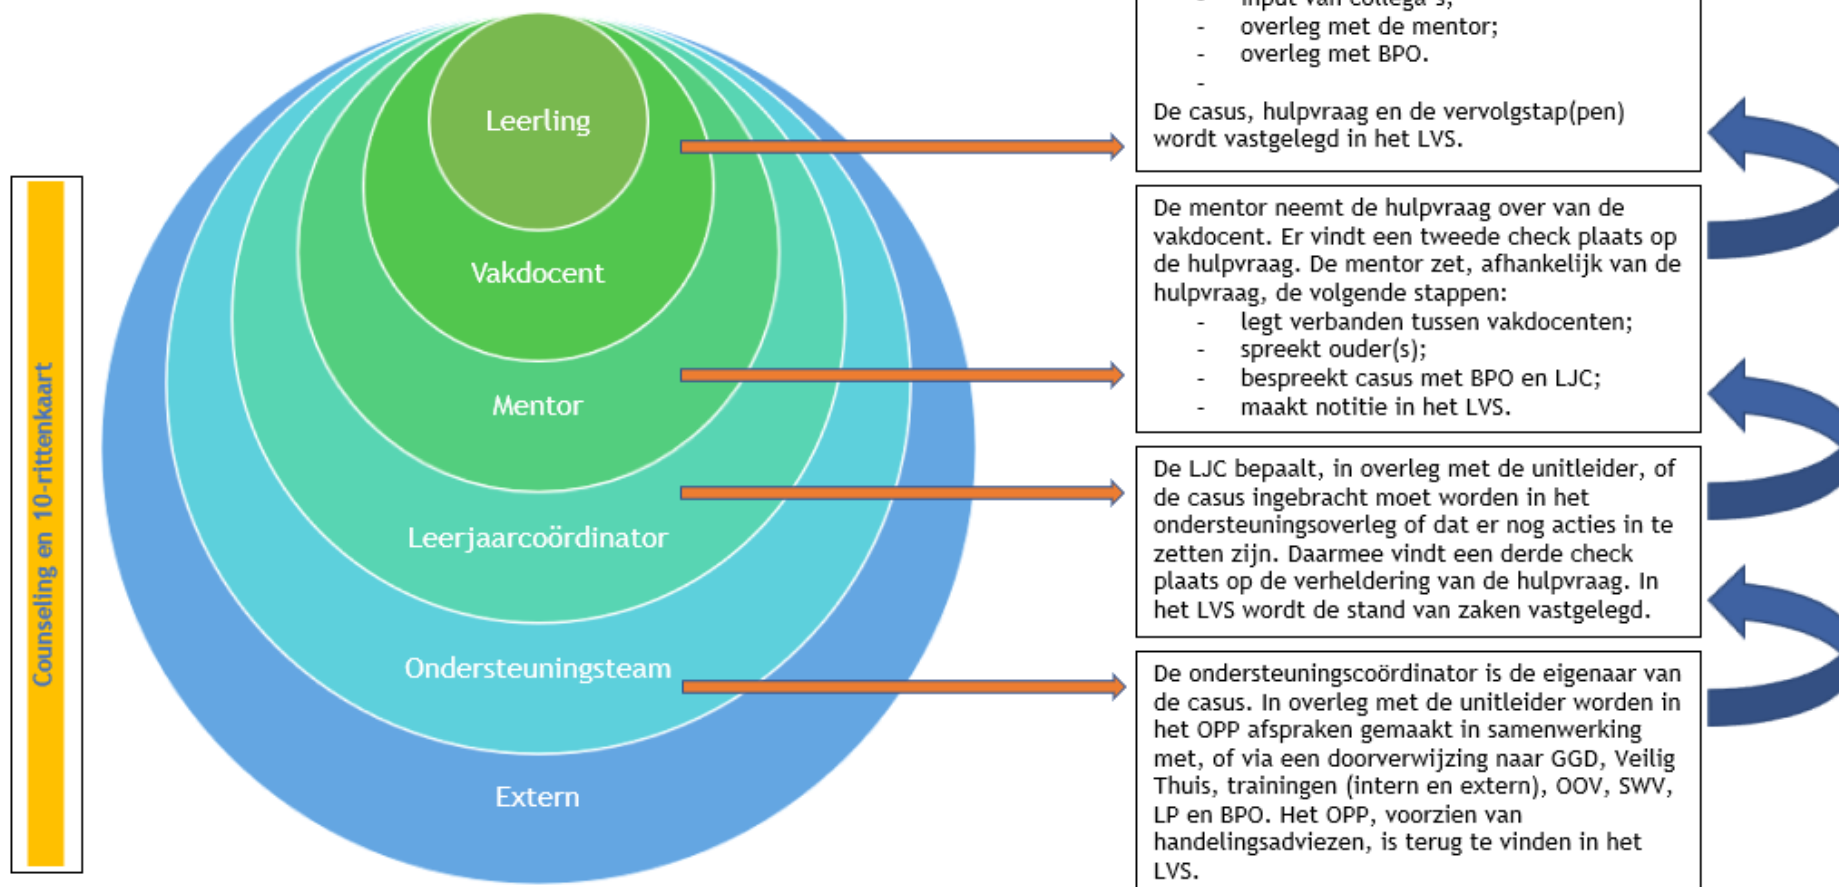 Counseling en 10-rittenkaart
Leerling
Vakdocent
Mentor
Leerjaarcoördinator
Ondersteuningsteam
Extern
- input van collega's;
- overleg met de mentor;
- overleg met BPO.
-
De casus, hulpvraag en de vervolgstap(pen)
wordt vastgelegd in het LVS.
De mentor neemt de hulpvraag over van de
vakdocent. Er vindt een tweede check plaats op
de hulpvraag. De mentor zet, afhankelijk van de
hulpvraag, de volgende stappen:
- legt verbanden tussen vakdocenten;
- spreekt ouder(s);
- bespreekt casus met BPO en LJC;
- maakt notitie in het LVS.
De LJC bepaalt, in overleg met de unitleider, of
de casus ingebracht moet worden in het
ondersteuningsoverleg of dat er nog acties in te
zetten zijn. Daarmee vindt een derde check
plaats op de verheldering van de hulpvraag. In
het LVS wordt de stand van zaken vastgelegd.
De ondersteuningscoördinator is de eigenaar van
de casus. In overleg met de unitleider worden in
het OPP afspraken gemaakt in samenwerking
met, of via een doorverwijzing naar GGD, Veilig
Thuis, trainingen (intern en extern), OOV, SWV,
LP en BPO. Het OPP, voorzien van
handelingsadviezen, is terug te vinden in het
LVS.